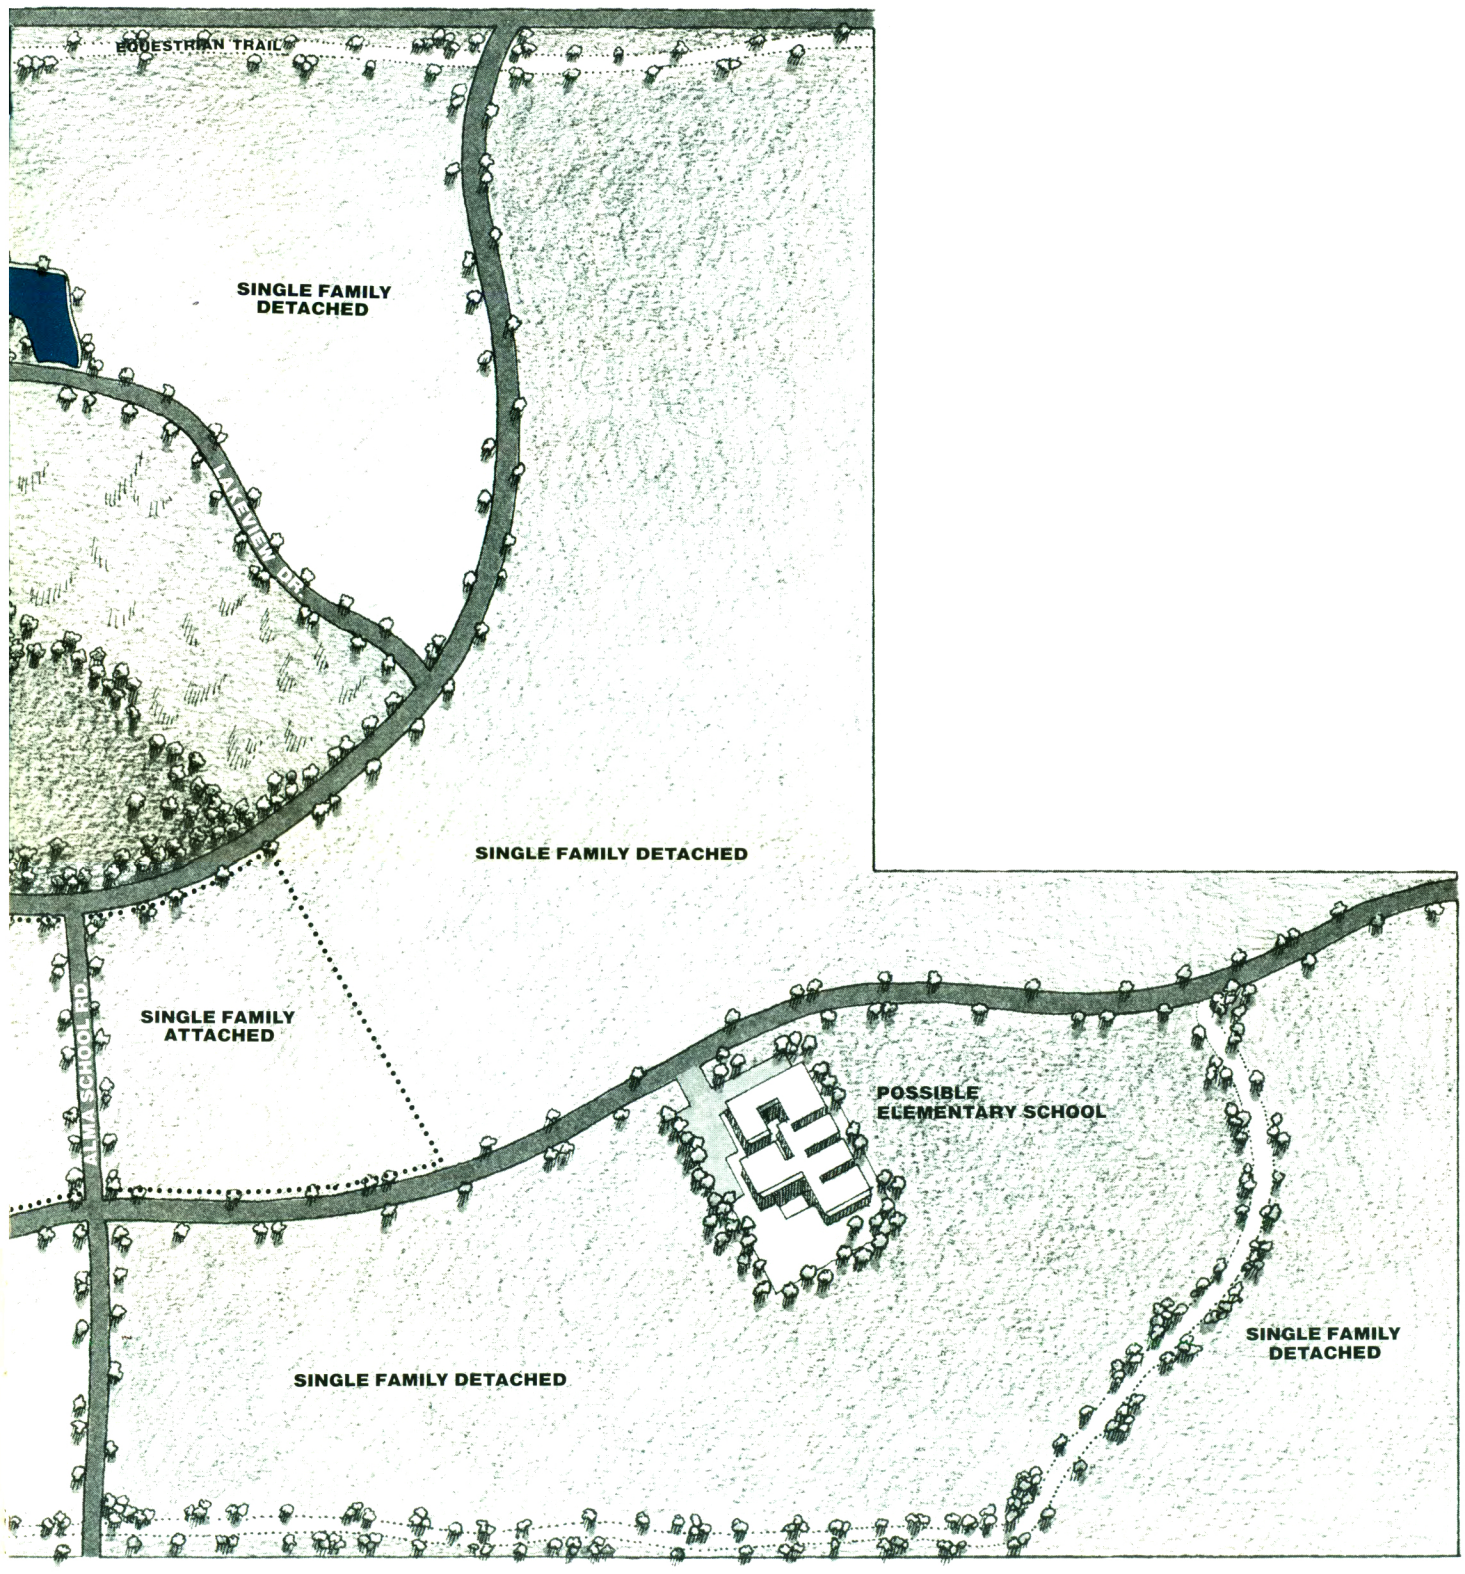 EQUESTRIAN TRAIL
SINGLE FAMILY
DETACHED
LAKEVIEW DR.
SINGLE FAMILY DETACHED
ALMA SCHOOL RD.
SINGLE FAMILY
ATTACHED
POSSIBLE
ELEMENTARY SCHOOL
SINGLE FAMILY
DETACHED
SINGLE FAMILY DETACHED